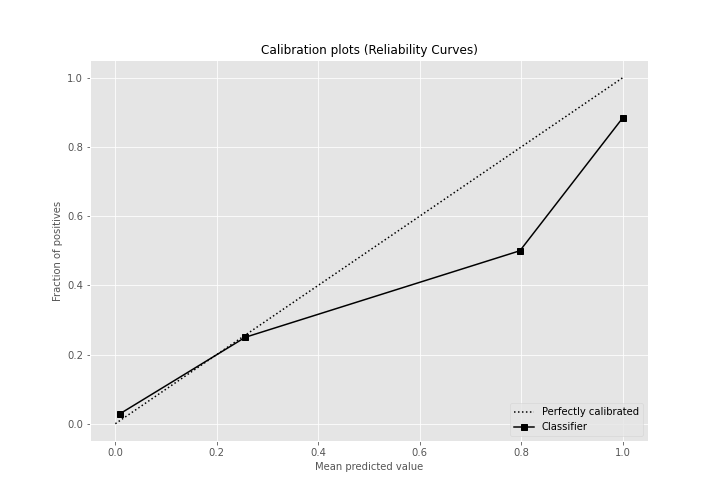 Calibration plots (Reliability Curves)
1.0
0.8
0.6
0.4
0.2
0.0
Fraction of positives
0.0 0.2 0.4 0.6 0.8 1.0
Mean predicted value
Perfectly calibrated
Classifier